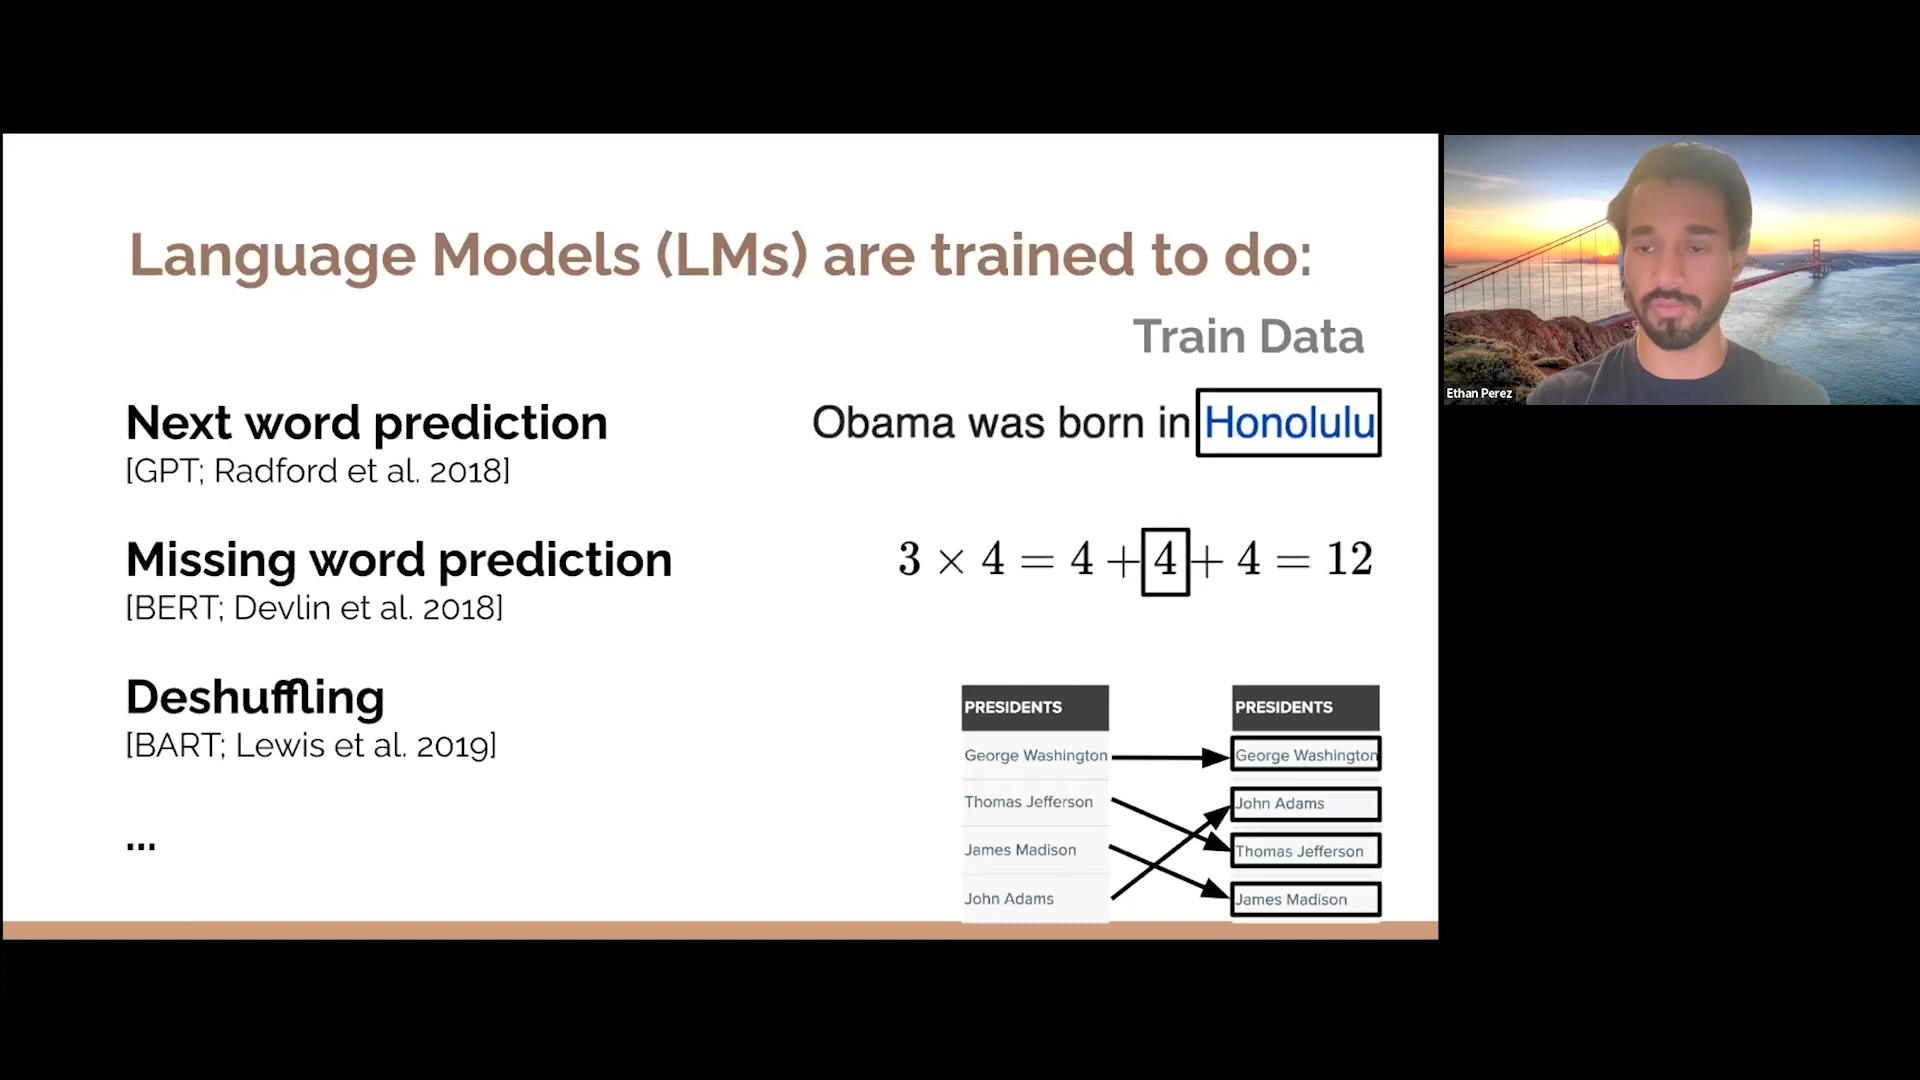 Language Models (LMs) are trained to do:
Train Data
Next word prediction
[GPT; Radford et al. 2018]
Obama was born in Honolulu
Missing word prediction
[BERT; Devlin et al. 2018]
3 × 4 = 4 + 4 + 4 = 12
Deshuffling
[BART; Lewis et al. 2019]
...
PRESIDENTS
George Washington
Thomas Jefferson
James Madison
John Adams
PRESIDENTS
George Washington
John Adams
Thomas Jefferson
James Madison
Ethan Perez